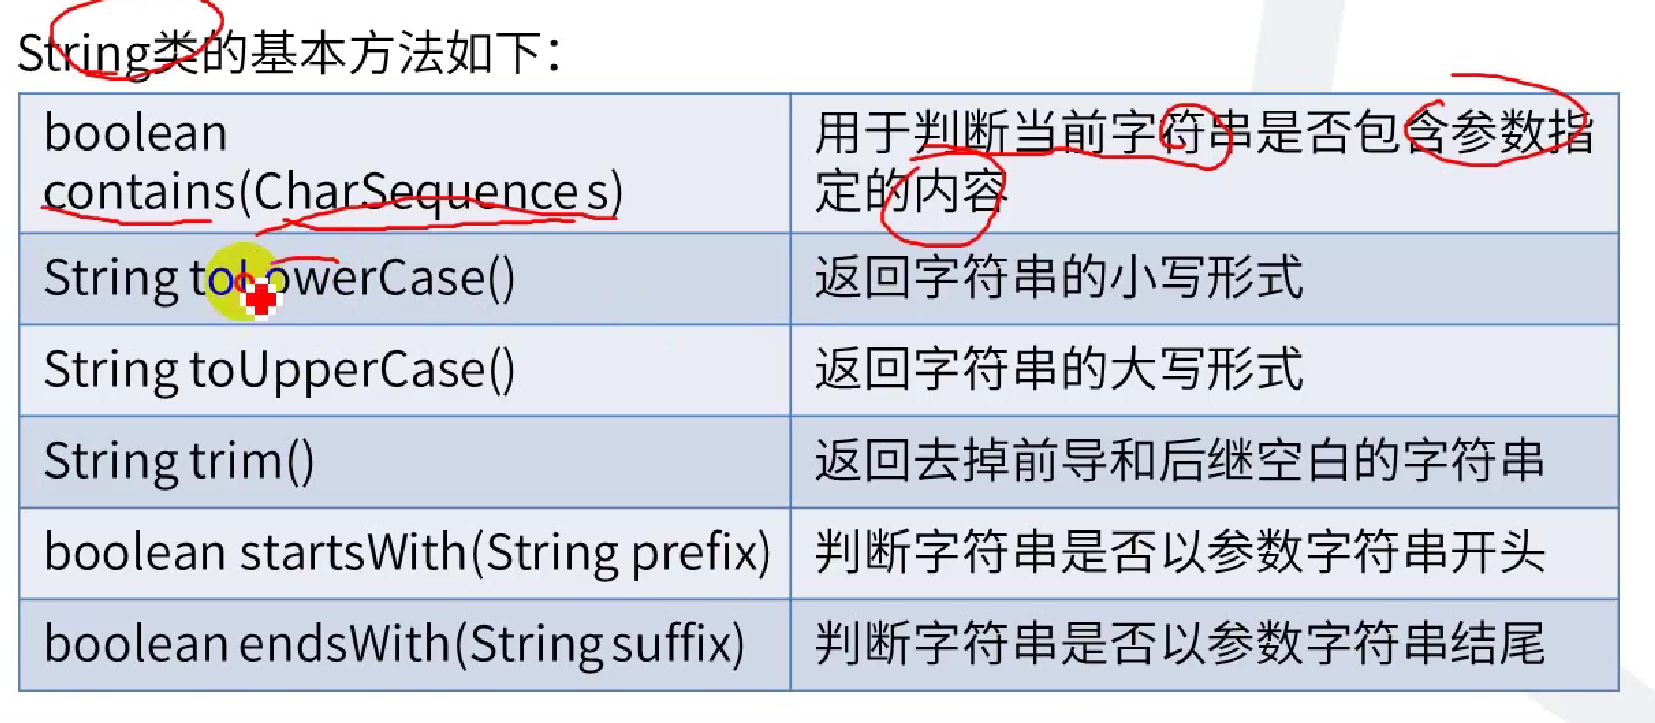 String类的基本方法如下：
boolean
contains(CharSequence s)
用于判断当前字符串是否包含参数指
定的内容
String toLowerCase()
返回字符串的小写形式
String toUpperCase()
返回字符串的大写形式
String trim()
返回去掉前导和后继空白的字符串
boolean startsWith(String prefix)
判断字符串是否以参数字符串开头
boolean endsWith(String suffix)
判断字符串是否以参数字符串结尾